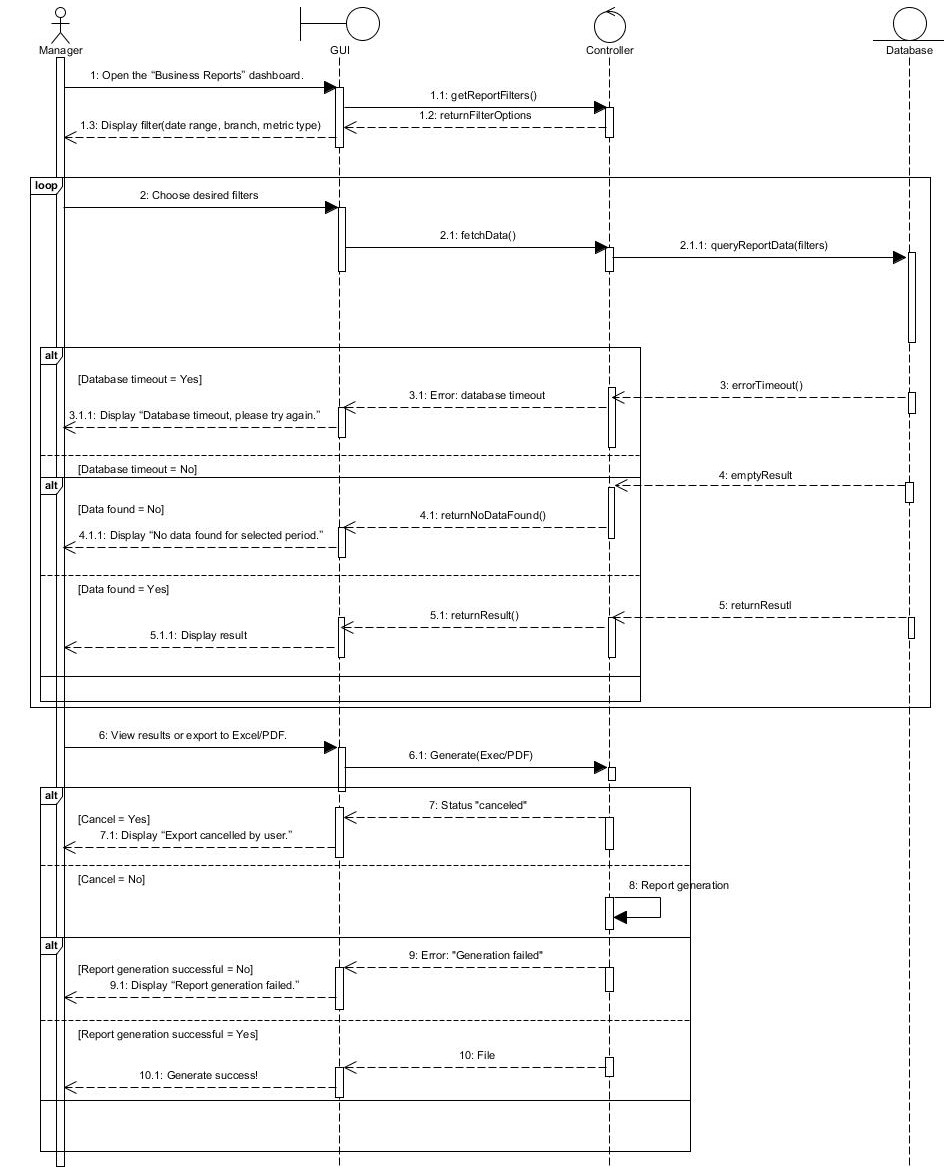 Manager
GUI
Controller
Database
1: Open the “Business Reports” dashboard.
1.1: getReportFilters()
1.2: returnFilterOptions
1.3: Display filter(date range, branch, metric type)
loop
2: Choose desired filters
2.1: fetchData()
2.1.1: queryReportData(filters)
alt
[Database timeout = Yes]
3: errorTimeout()
3.1: Error: database timeout
3.1.1: Display “Database timeout, please try again.”
[Database timeout = No]
alt
4: emptyResult
[Data found = No]
4.1: returnNoDataFound()
4.1.1: Display “No data found for selected period.”
[Data found = Yes]
5: returnResutl
5.1: returnResult()
5.1.1: Display result
6: View results or export to Excel/PDF.
6.1: Generate(Exec/PDF)
alt
7: Status "canceled"
[Cancel = Yes]
7.1: Display “Export cancelled by user.”
[Cancel = No]
8: Report generation
alt
9: Error: "Generation failed"
[Report generation successful = No]
9.1: Display “Report generation failed.”
[Report generation successful = Yes]
10: File
10.1: Generate success!